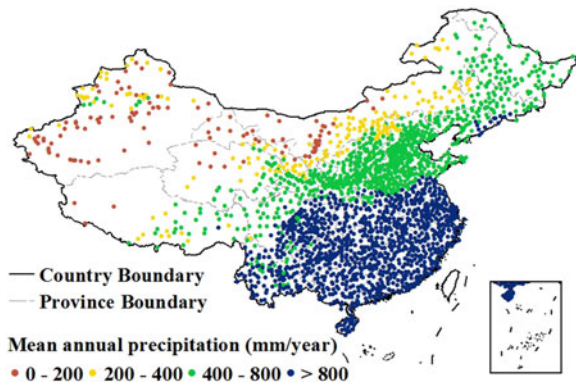 Country Boundary
Province Boundary
Mean annual precipitation (mm/year)
0 - 200 200 - 400 400 - 800 > 800